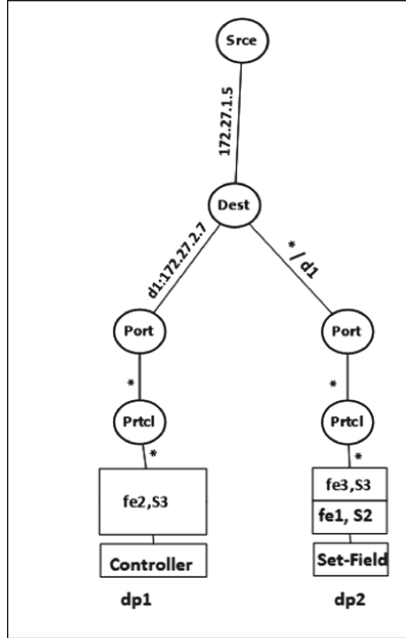 Srce
172.27.1.5
Dest
d1:172.27.2.7
* / d1
Port
Port
*
*
Prtcl
Prtcl
*
*
fe2,S3
fe3,S3
fe1, S2
Controller
Set-Field
dp1
dp2